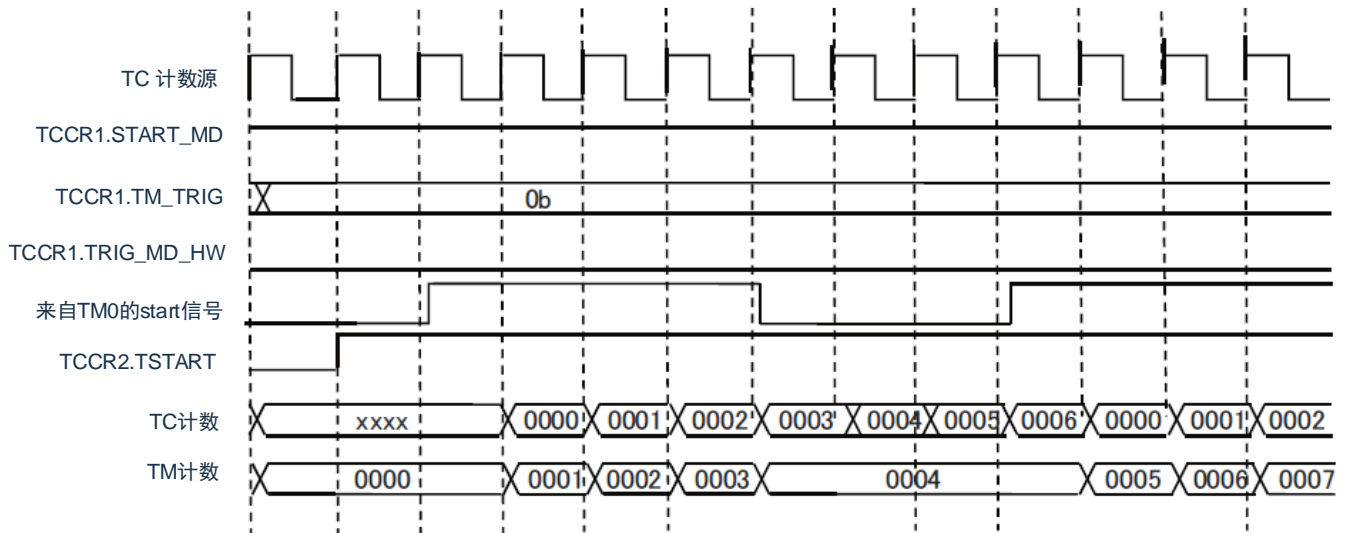 TC 计数源
TCCR1.START_MD
TCCR1.TM_TRIG 0b
TCCR1.TRIG_MD_HW
来自TM0的start信号
TCCR2.TSTART
TC计数 xxxx 0000 0001 0002 0003 0004 0005 0006 0000 0001 0002
TM计数 0000 0001 0002 0003 0004 0005 0006 0007